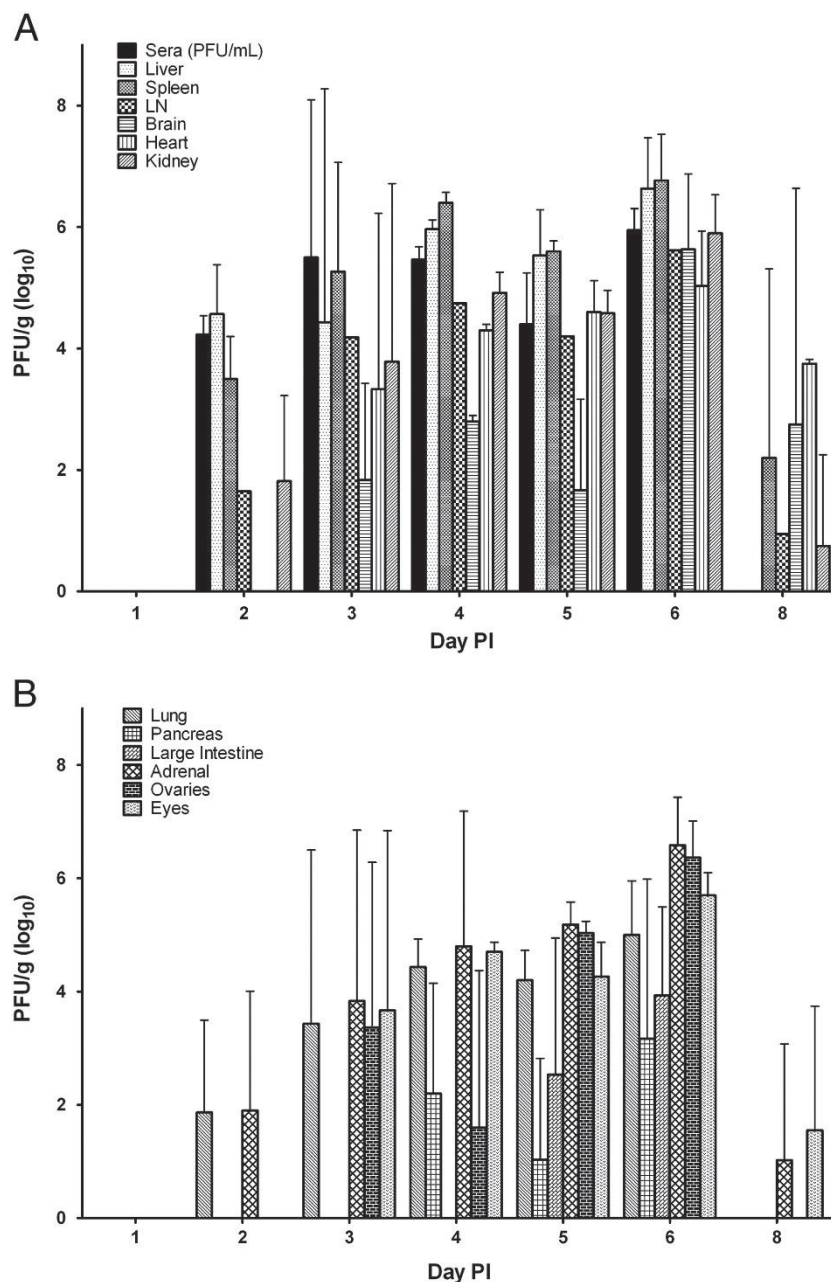 A
Sera (PFU/mL)
Liver
Spleen
LN
Brain
Heart
Kidney
8
6
4
2
0
PFU/g (log₁₀)
1 2 3 4 5 6 8
Day PI
B
Lung
Pancreas
Large Intestine
Adrenal
Ovaries
Eyes
8
6
4
2
0
PFU/g (log₁₀)
1 2 3 4 5 6 8
Day PI